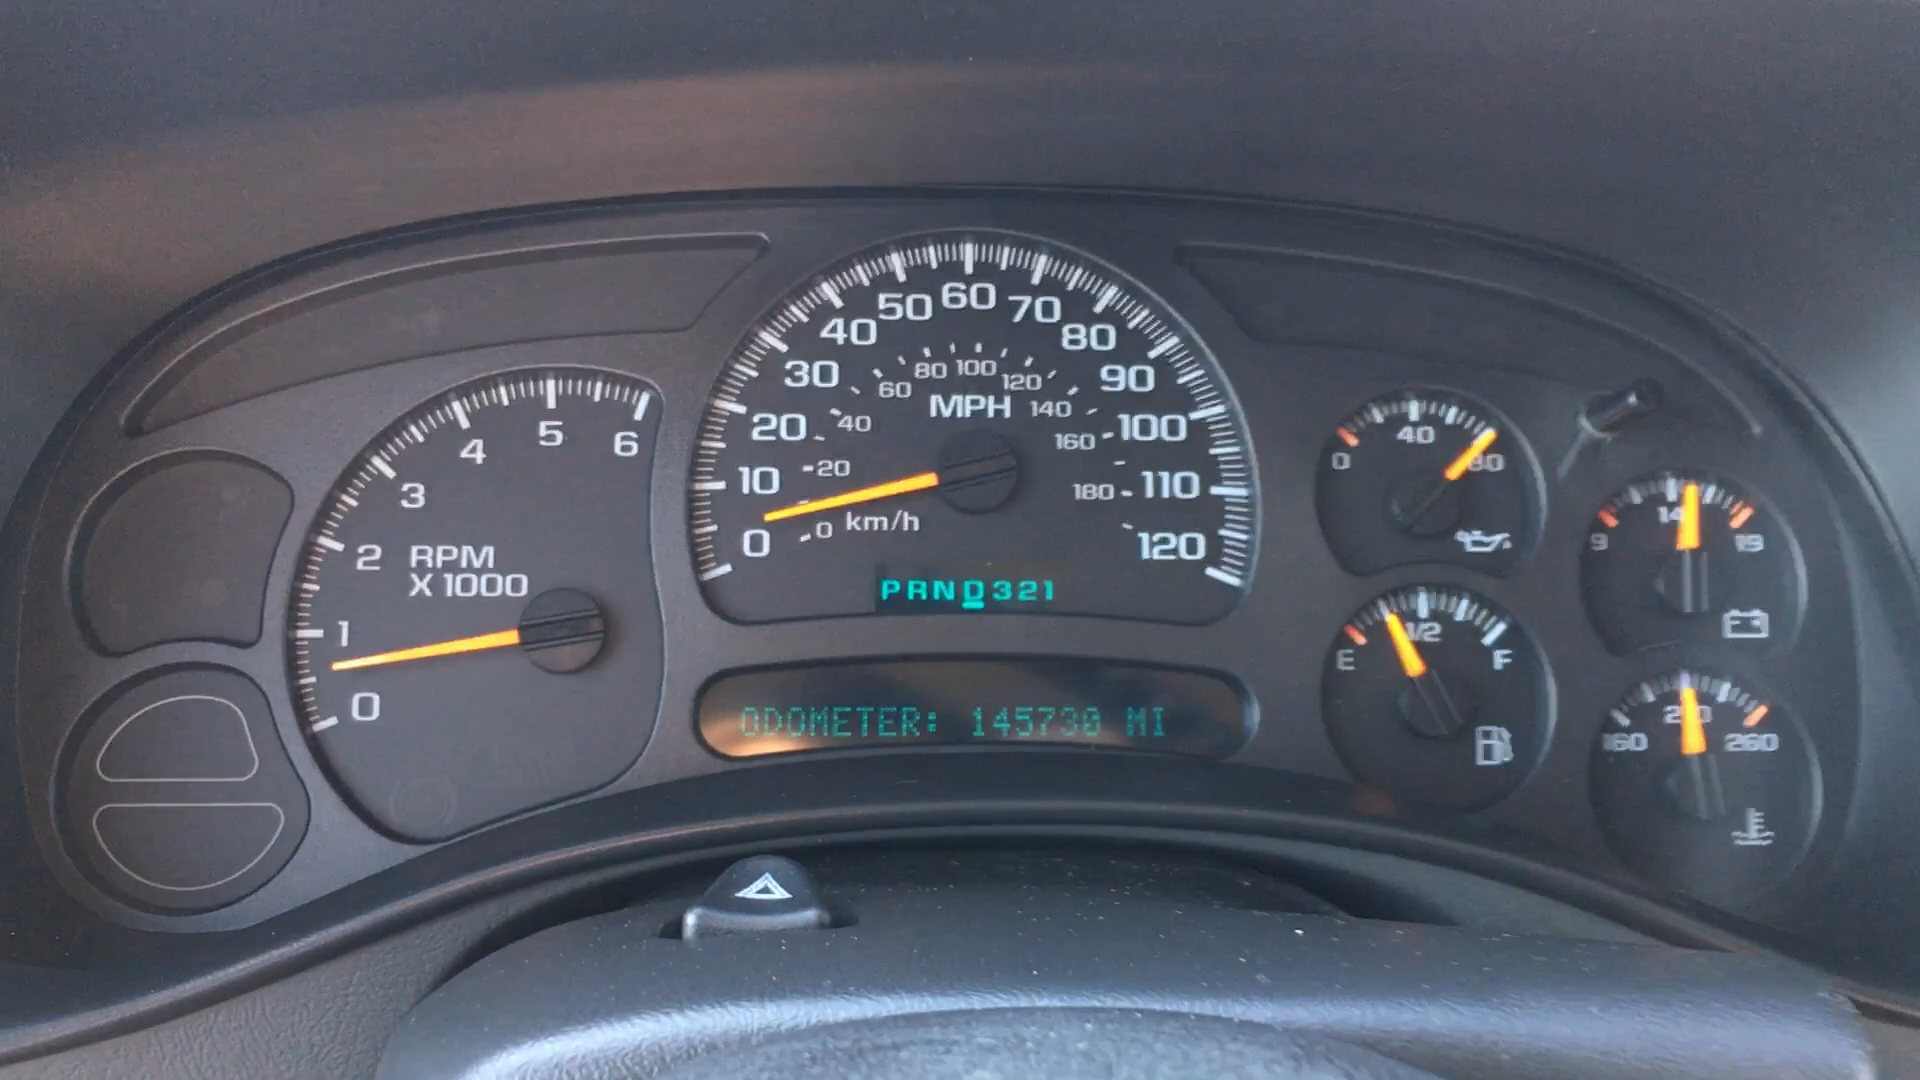 0 1 2 3 4 5 6
RPM
X 1000
0 10 20 30 40 50 60 70 80 90 100 110 120
MPH
0 20 40 60 80 100 120 140 160 180
km/h
PRND321
ODOMETER: 145730 MI
0 40 80
9 14 19
E 1/2 F
160 210 260